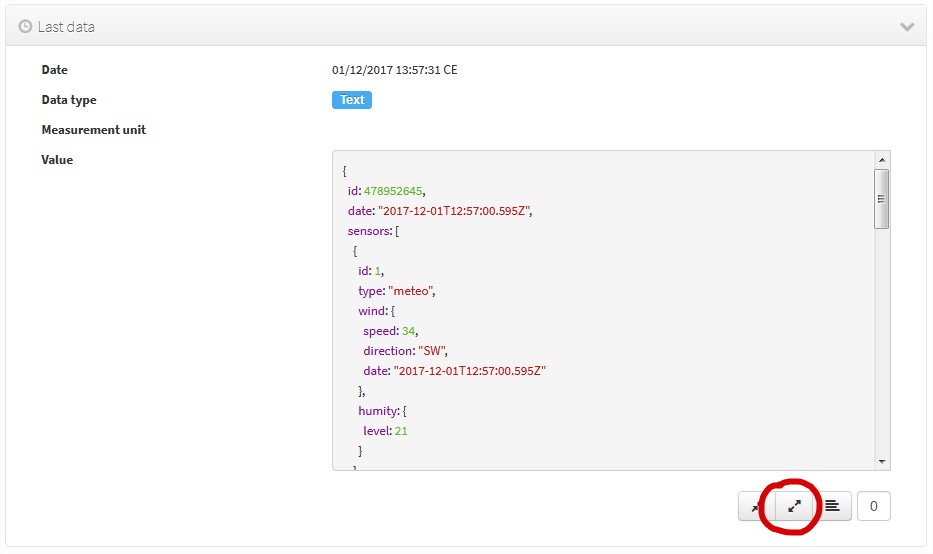 Last data
Date 01/12/2017 13:57:31 CE
Data type Text
Measurement unit
Value
{
id: 478952645,
date: "2017-12-01T12:57:00.595Z",
sensors: [
{
id: 1,
type: "meteo",
wind: {
speed: 34,
direction: "SW",
date: "2017-12-01T12:57:00.595Z"
},
humity: {
level: 21
}
0